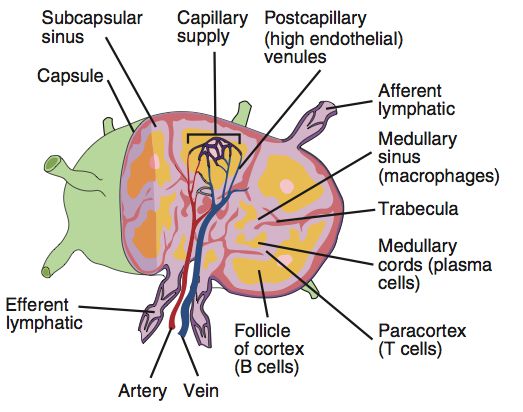 Subcapsular
sinus
Capillary
supply
Postcapillary
(high endothelial)
venules
Capsule
Afferent
lymphatic
Medullary
sinus
(macrophages)
Trabecula
Medullary
cords (plasma
cells)
Efferent
lymphatic
Follicle
of cortex
(B cells)
Paracortex
(T cells)
Artery
Vein